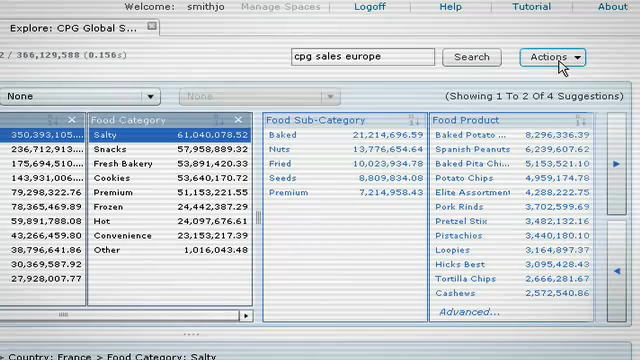 Welcome: smithjo Manage Spaces Logoff Help Tutorial About
Explore: CPG Global S...
2 / 366,129,588 (0.156s) cpg sales europe Search Actions
None None (Showing 1 To 2 Of 4 Suggestions)
Food Category Food Sub-Category Food Product
350,393,105.... Salty 61,040,078.52 Baked 21,214,696.59 Baked Potato ... 8,296,336.39
236,712,913.... Snacks 57,958,889.32 Nuts 13,776,654.64 Spanish Peanuts 6,239,607.62
175,694,510.... Fresh Bakery 53,891,420.33 Fried 10,023,934.78 Baked Pita Chi... 5,153,521.10
143,931,006.... Cookies 53,640,170.72 Seeds 8,809,834.08 Potato Chips 4,959,174.78
79,298,322.76 Premium 51,153,221.55 Premium 7,214,958.43 Elite Assortment 4,288,222.75
78,365,469.89 Frozen 24,442,387.29 Pork Rinds 3,702,599.69
59,891,788.08 Hot 24,097,676.61 Pretzel Stix 3,482,132.16
43,266,459.80 Convenience 23,153,217.39 Pistachios 3,440,180.10
38,796,641.86 Other 1,016,043.48 Loopies 3,164,897.37
30,369,587.92 Hicks Best 3,095,428.43
27,928,007.77 Tortilla Chips 2,666,281.67
Cashews 2,572,540.86
Advanced...
> Country: France > Food Category: Salty